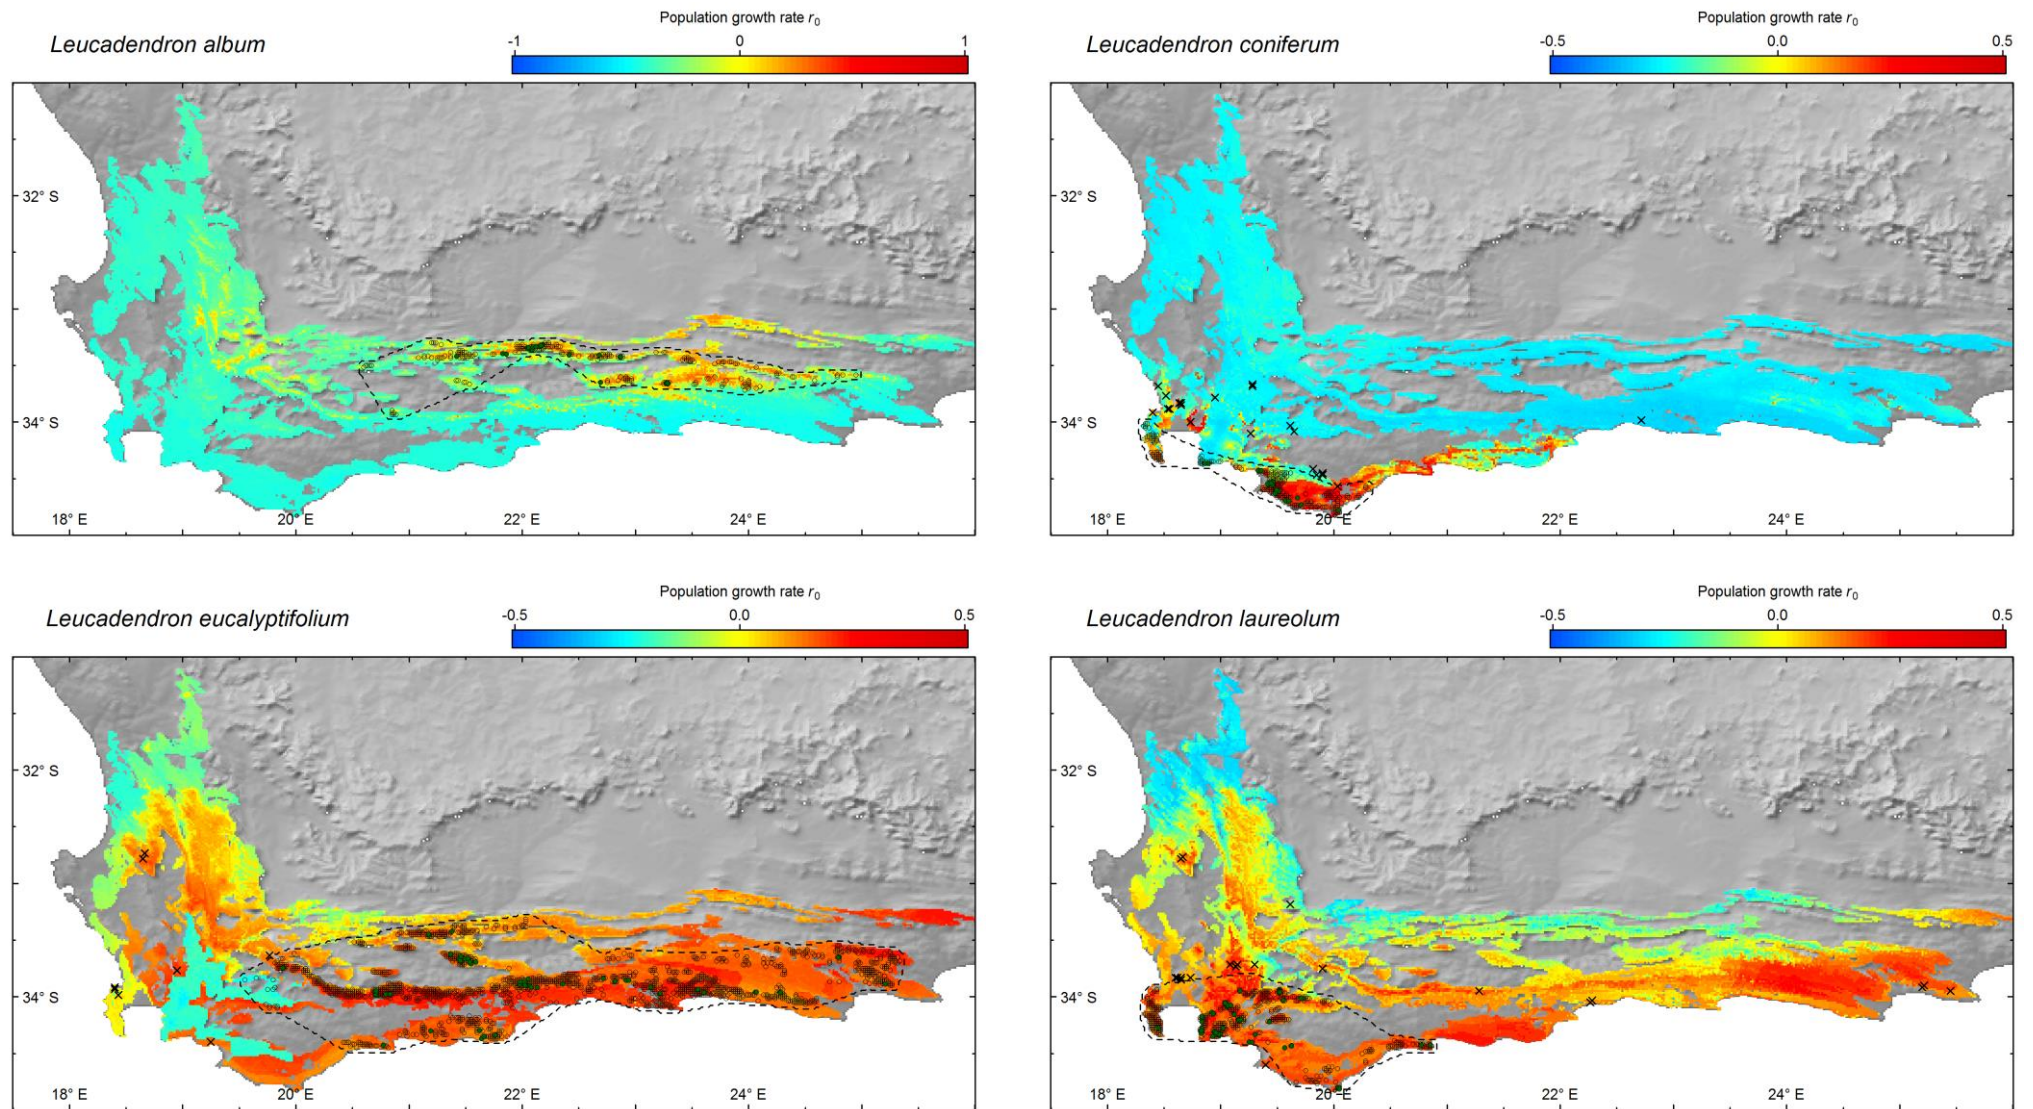 Population growth rate r0
Leucadendron album
-1 0 1
32° S
34° S
18° E 20° E 22° E 24° E
Population growth rate r0
Leucadendron coniferum
-0.5 0.0 0.5
32° S
34° S
18° E 20° E 22° E 24° E
Population growth rate r0
Leucadendron eucalyptifolium
-0.5 0.0 0.5
32° S
34° S
18° E 20° E 22° E 24° E
Population growth rate r0
Leucadendron laureolum
-0.5 0.0 0.5
32° S
34° S
18° E 20° E 22° E 24° E